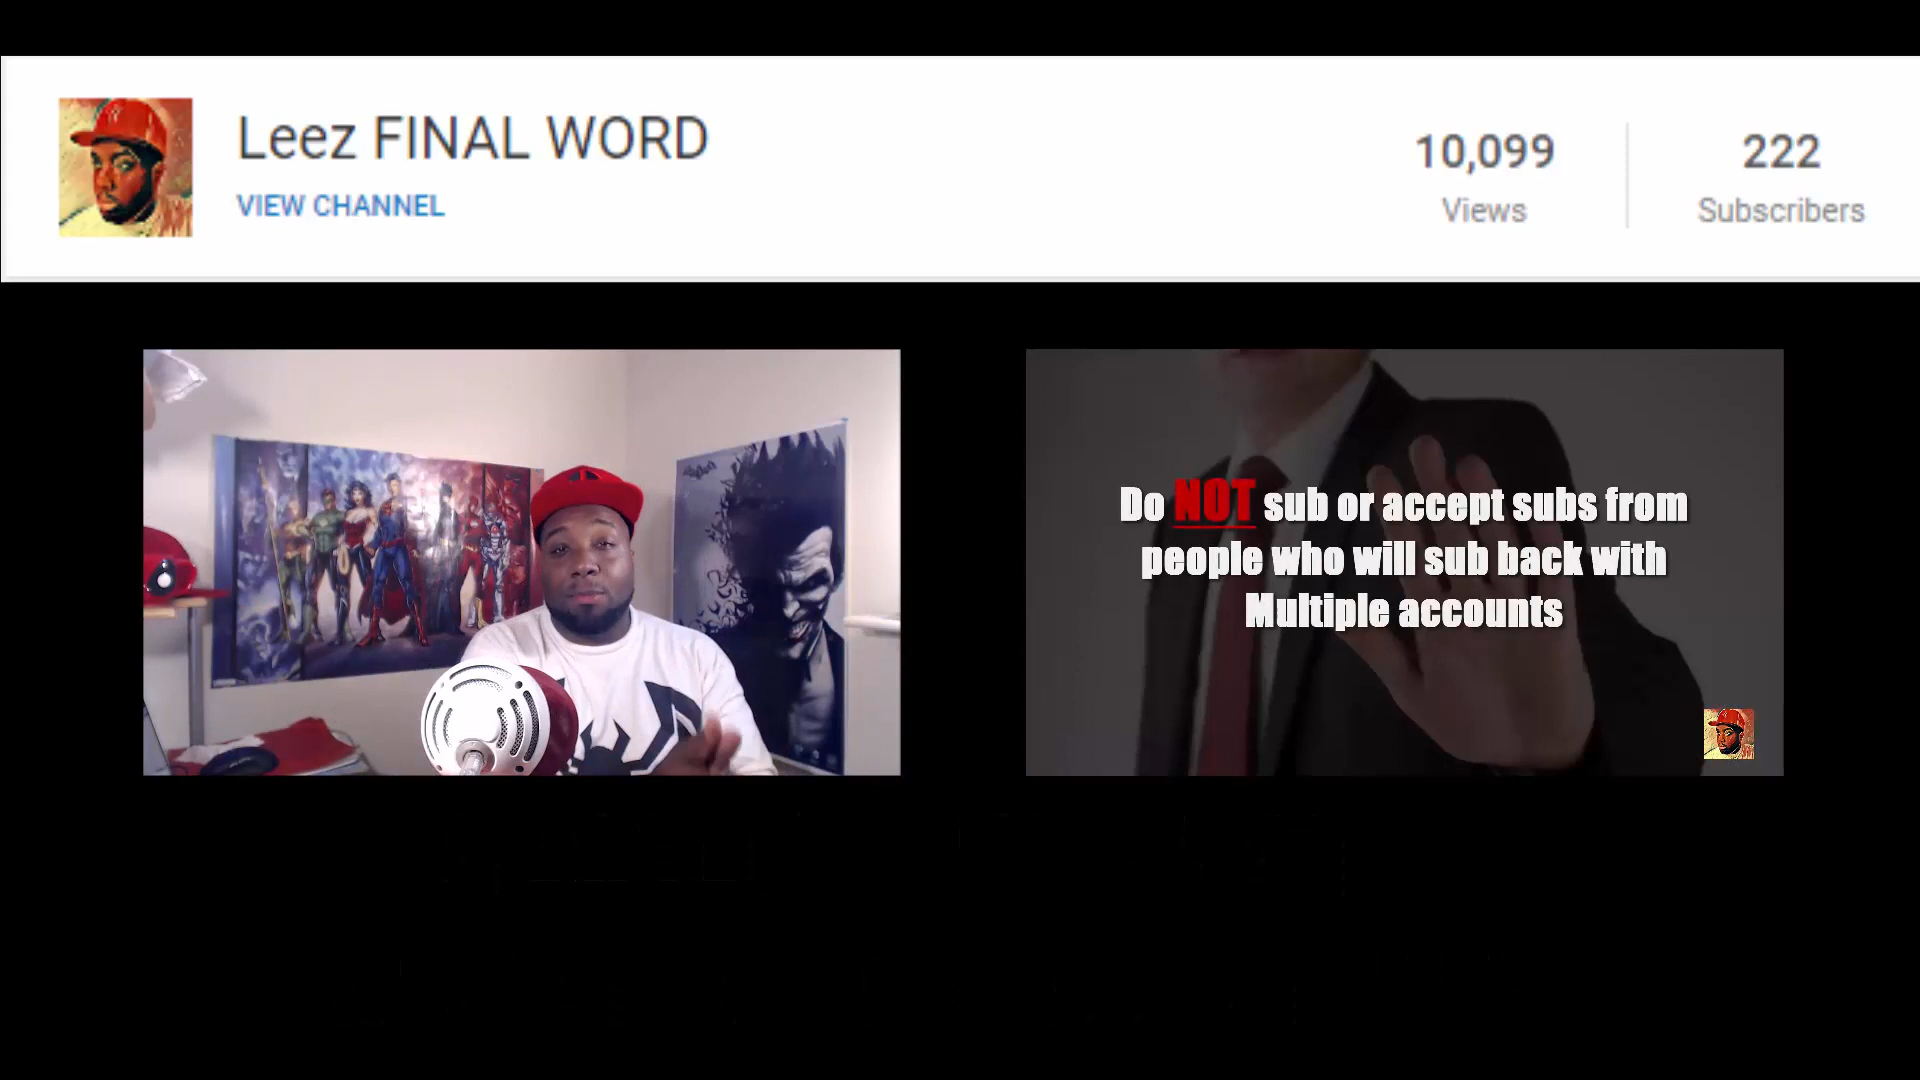 Leez FINAL WORD
VIEW CHANNEL
10,099
Views
222
Subscribers
Do NOT sub or accept subs from
people who will sub back with
Multiple accounts